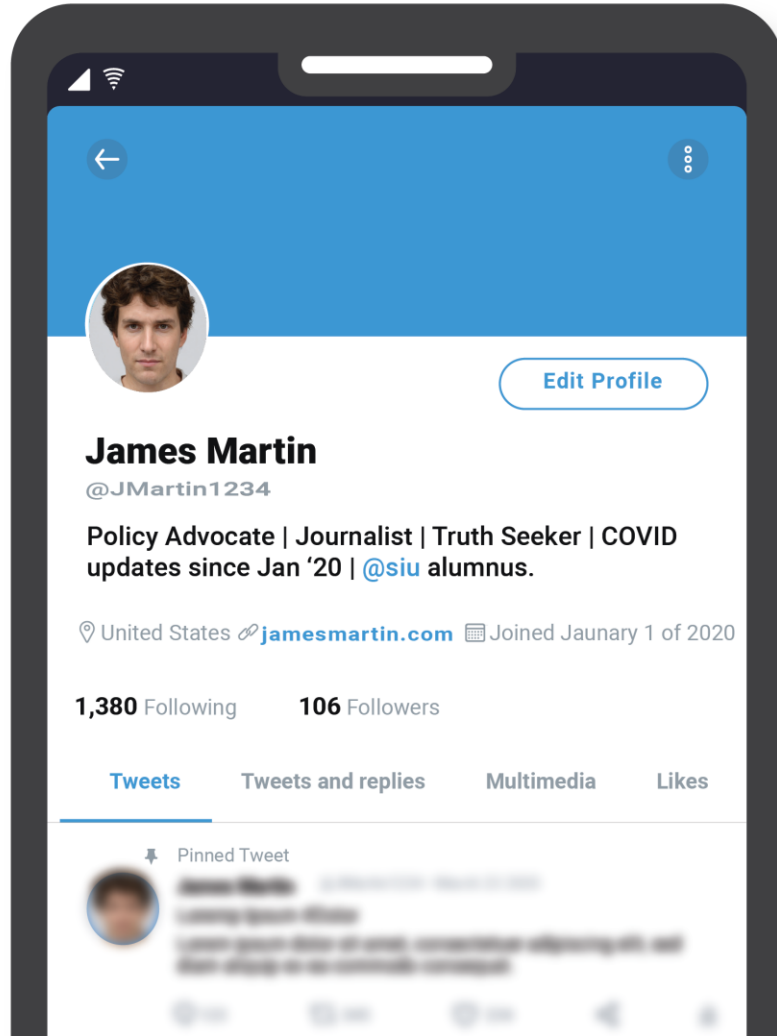 Edit Profile
James Martin
@JMartin1234
Policy Advocate | Journalist | Truth Seeker | COVID
updates since Jan ‘20 | @siu alumnus.
United States jamesmartin.com Joined Jaunary 1 of 2020
1,380 Following 106 Followers
Tweets Tweets and replies Multimedia Likes
Pinned Tweet